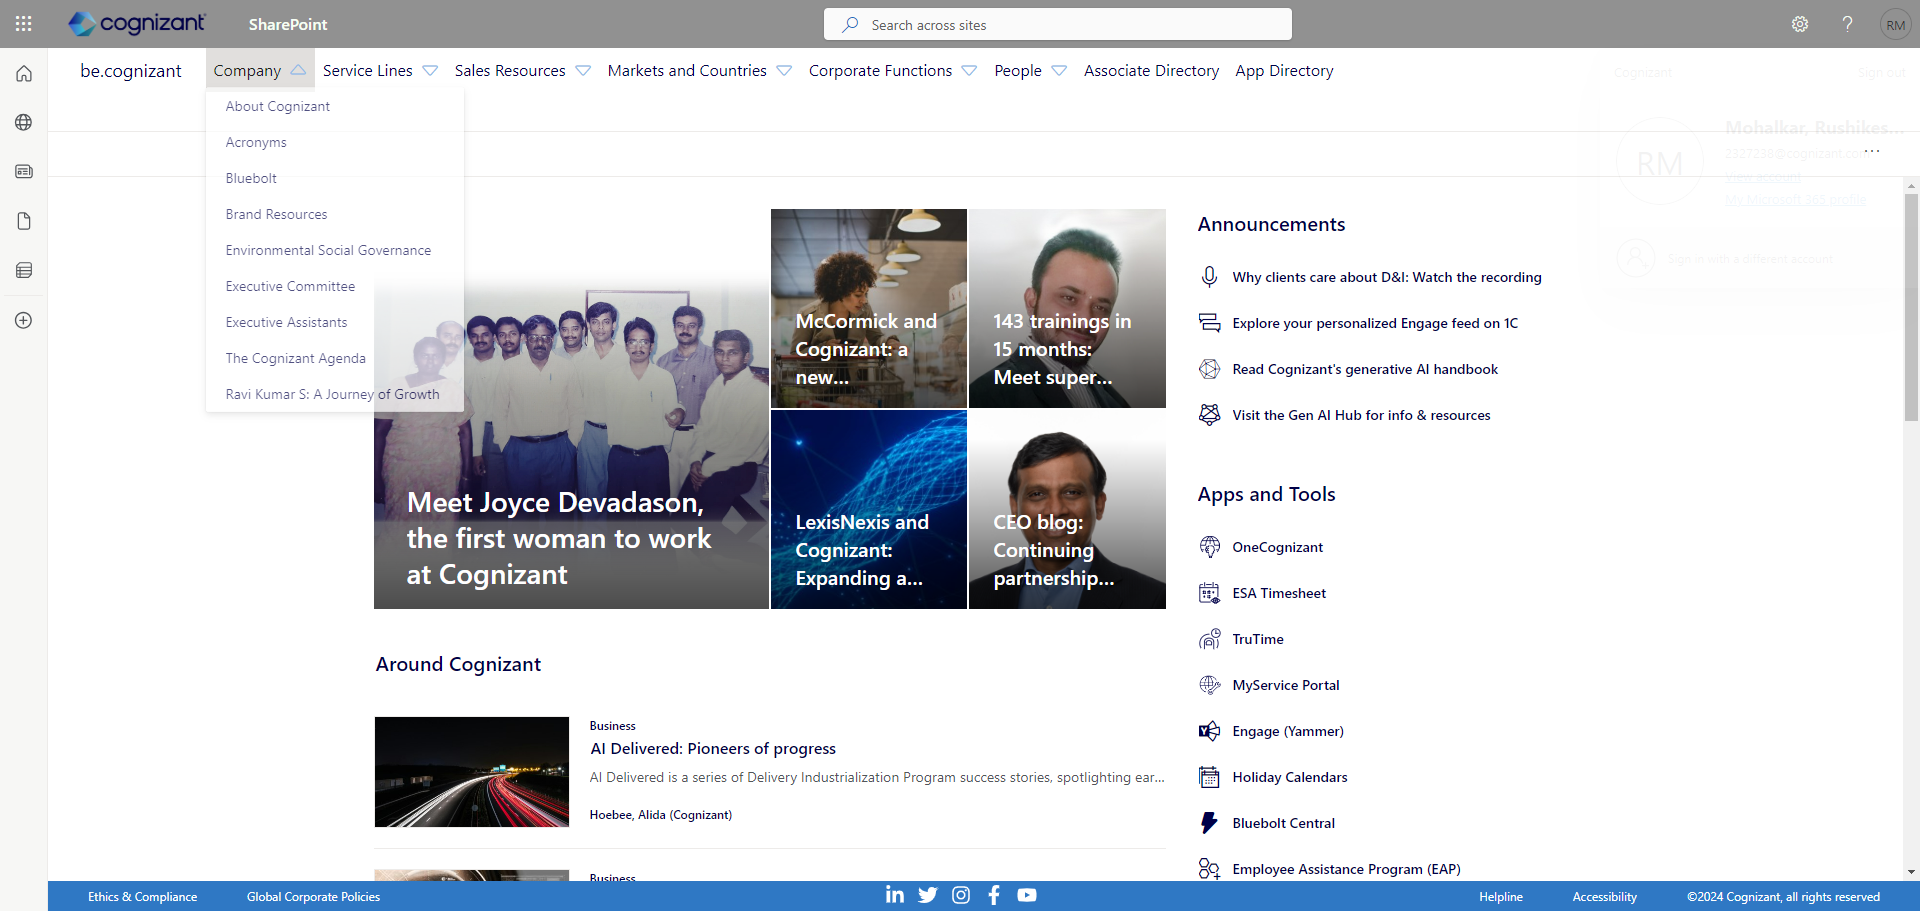 cognizant
SharePoint
Search across sites
RM
be.cognizant
Company
Service Lines
Sales Resources
Markets and Countries
Corporate Functions
People
Associate Directory
App Directory
Cognizant
Sign out
About Cognizant
Acronyms
Bluebolt
Brand Resources
Environmental Social Governance
Executive Committee
Executive Assistants
The Cognizant Agenda
Ravi Kumar S: A Journey of Growth
Mohalkar, Rushikes...
RM
2327238@cognizant.com
View account
My Microsoft 365 profile
Sign in with a different account
Meet Joyce Devadason,
the first woman to work
at Cognizant
McCormick and
Cognizant: a
new...
143 trainings in
15 months:
Meet super...
LexisNexis and
Cognizant:
Expanding a...
CEO blog:
Continuing
partnership...
Announcements
Why clients care about D&I: Watch the recording
Explore your personalized Engage feed on 1C
Read Cognizant's generative AI handbook
Visit the Gen AI Hub for info & resources
Apps and Tools
OneCognizant
ESA Timesheet
TruTime
MyService Portal
Engage (Yammer)
Holiday Calendars
Bluebolt Central
Employee Assistance Program (EAP)
Around Cognizant
Business
AI Delivered: Pioneers of progress
AI Delivered is a series of Delivery Industrialization Program success stories, spotlighting ear...
Hoebee, Alida (Cognizant)
Business
Ethics & Compliance
Global Corporate Policies
Helpline
Accessibility
©2024 Cognizant, all rights reserved